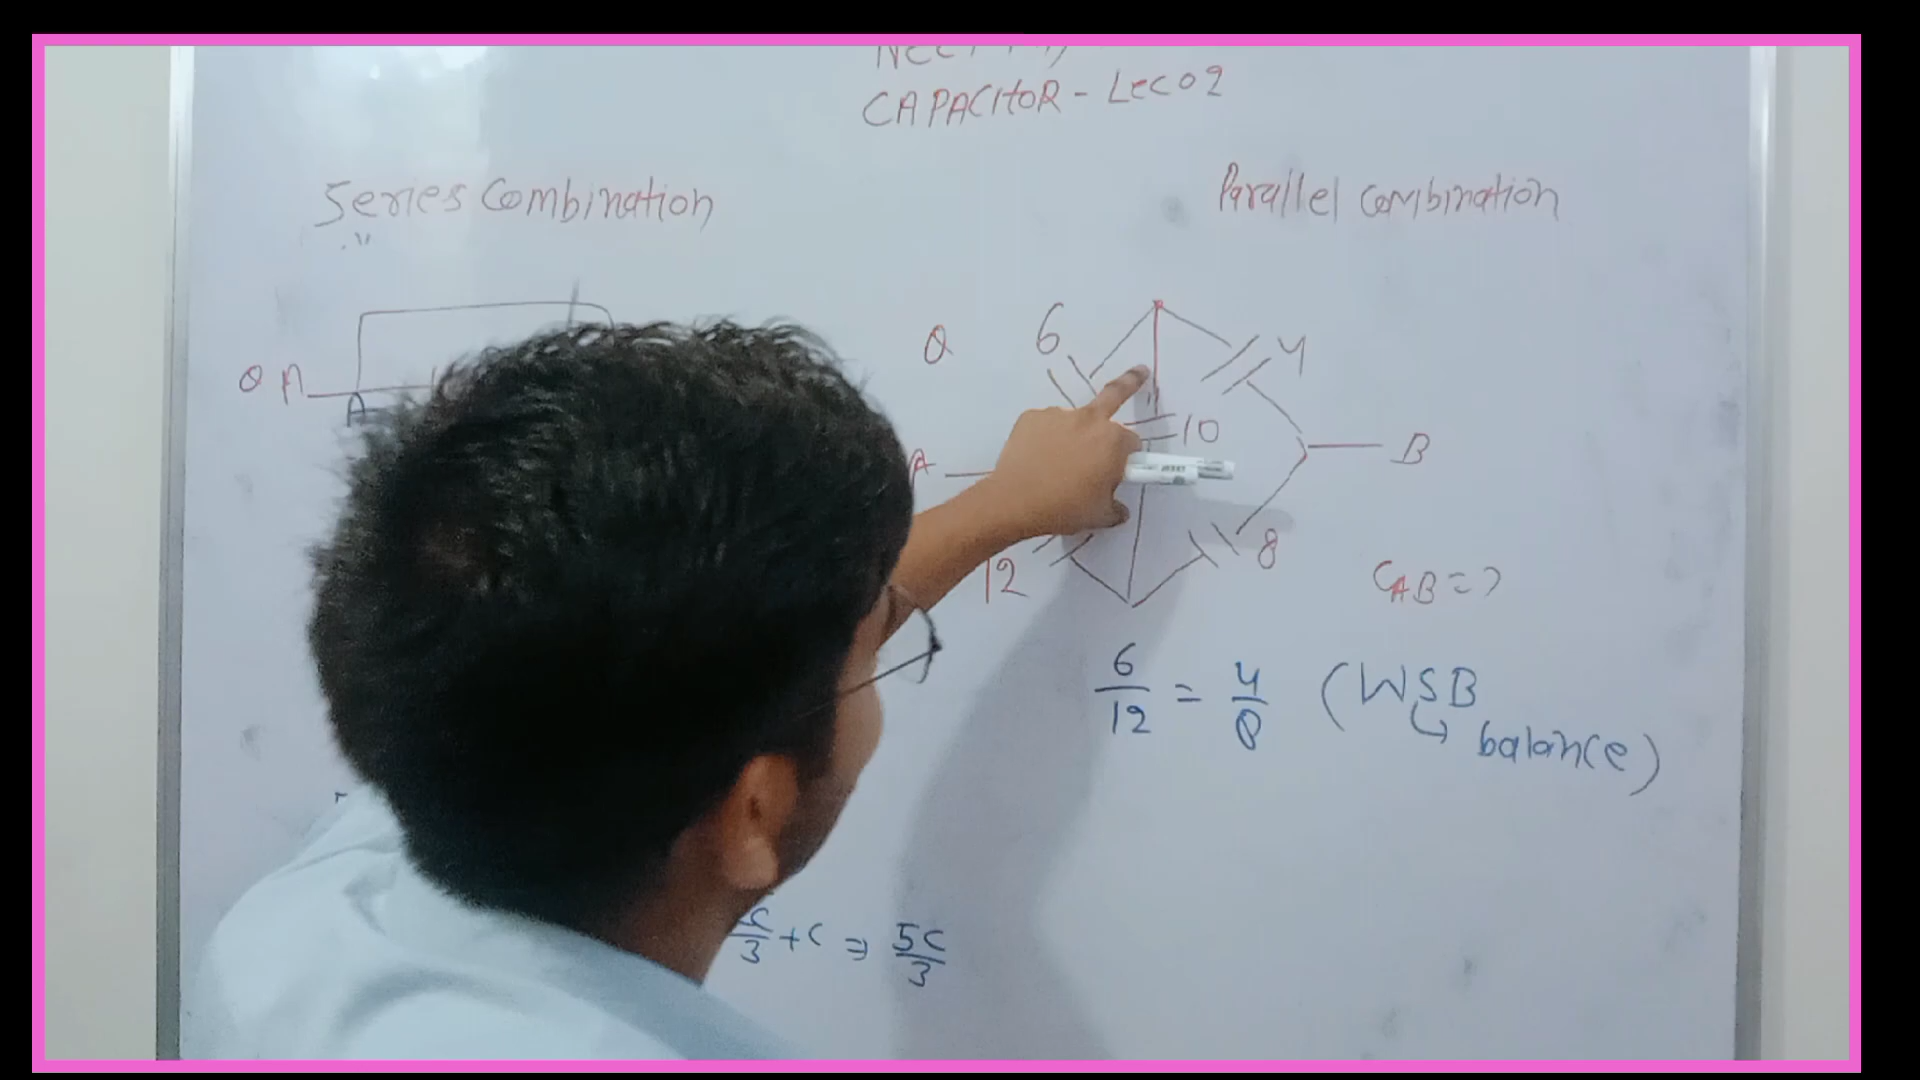 CAPACITOR - Lec02
Series Combination
Parallel combination
Q A
A
Q
6
4
10
A
B
12
8
CAB = ?
6/12 = 4/8 (WSB
↳ balance)
/3 + C ⇒ 5C/3